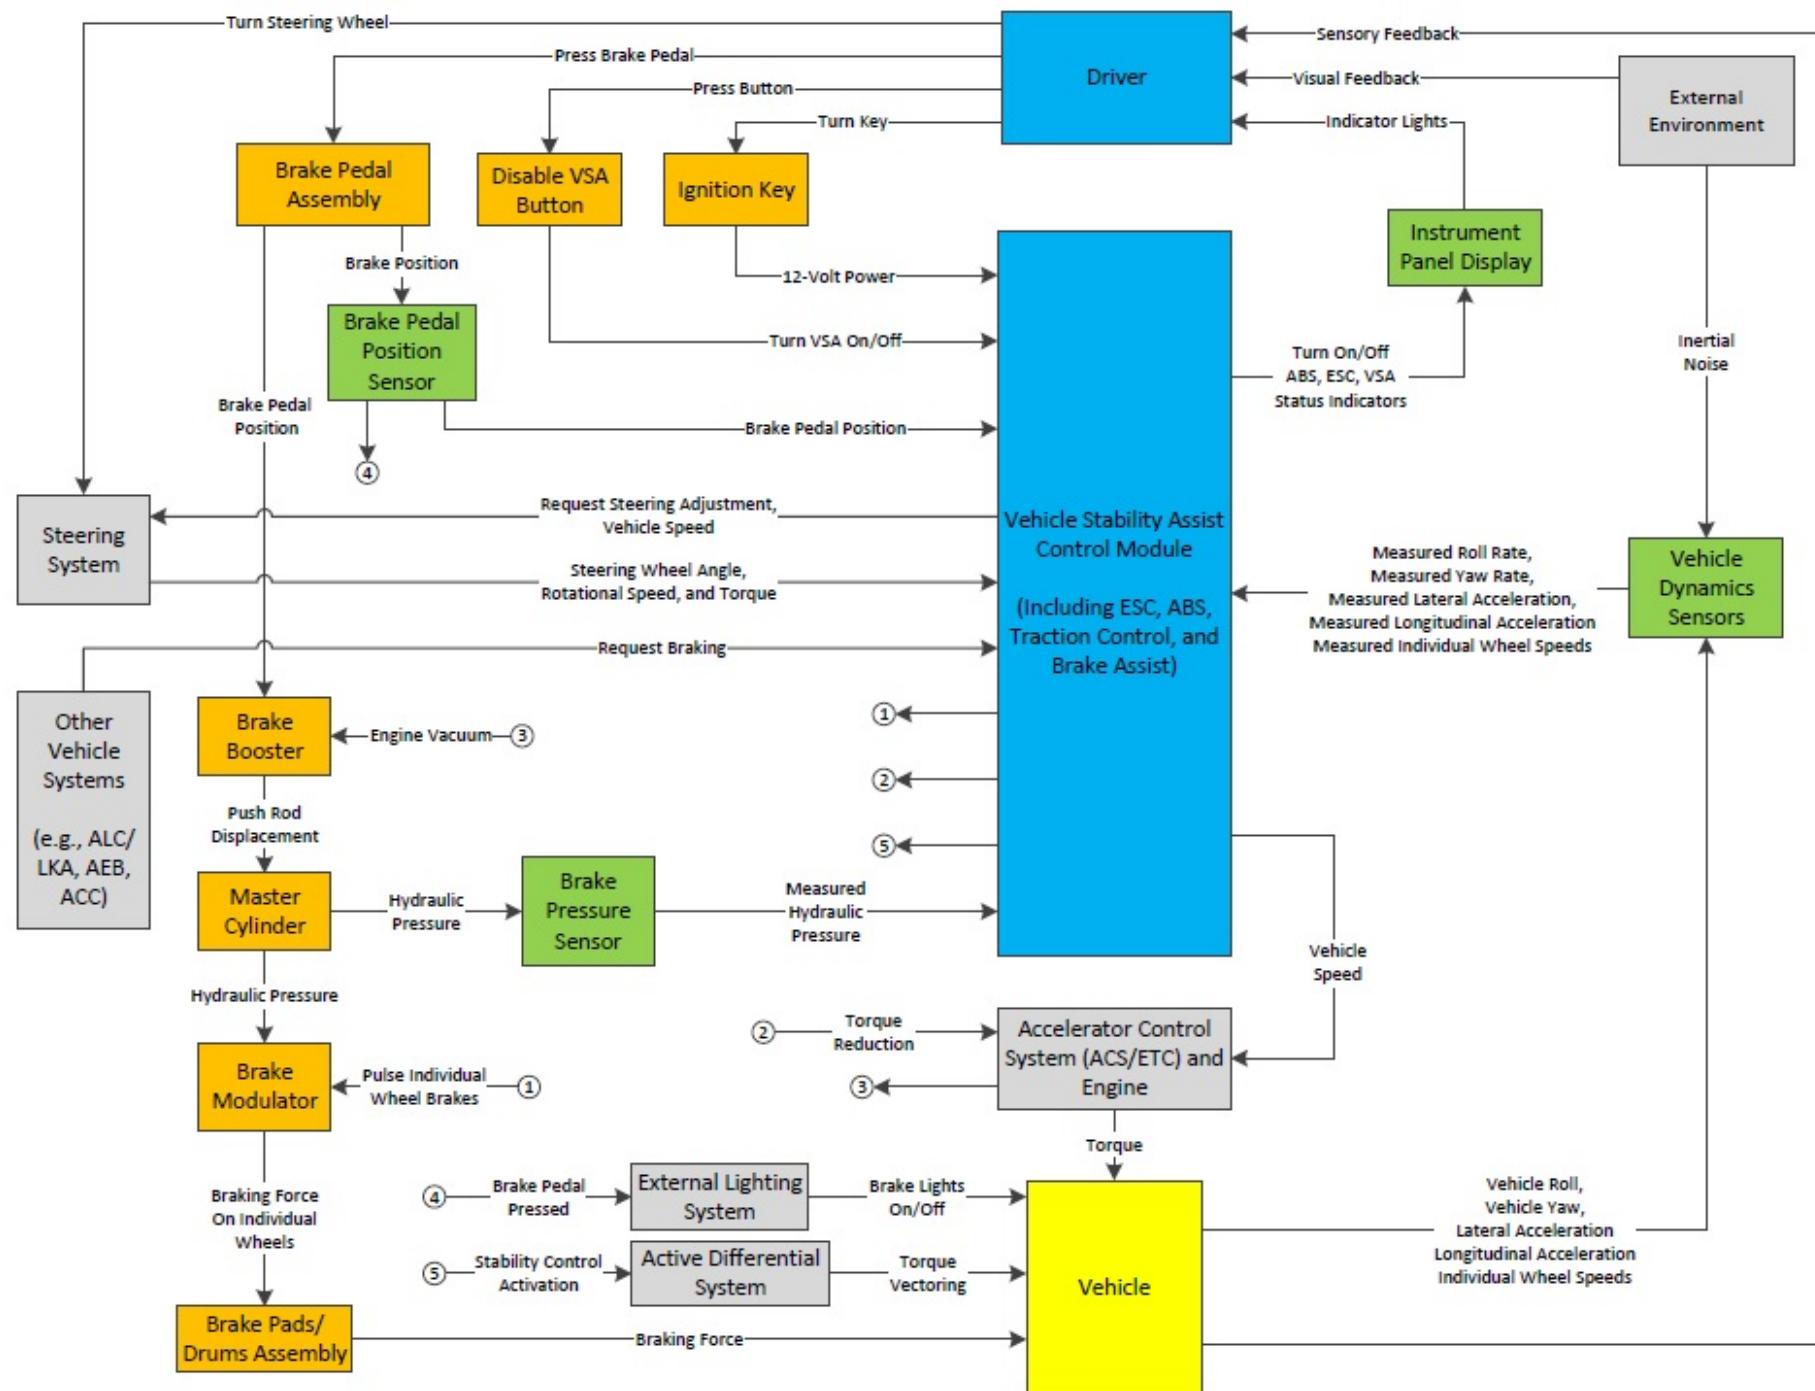 Turn Steering Wheel
Sensory Feedback
Press Brake Pedal
Driver
Visual Feedback
Press Button
External
Environment
Turn Key
Indicator Lights
Brake Pedal
Assembly
Disable VSA
Button
Ignition Key
Instrument
Panel Display
Brake Position
12-Volt Power
Brake Pedal
Position
Sensor
Turn VSA On/Off
Turn On/Off
ABS, ESC, VSA
Status Indicators
Inertial
Noise
Brake Pedal
Position
Brake Pedal Position
4
Steering
System
Request Steering Adjustment,
Vehicle Speed
Steering Wheel Angle,
Rotational Speed, and Torque
Vehicle Stability Assist
Control Module
(Including ESC, ABS,
Traction Control, and
Brake Assist)
Measured Roll Rate,
Measured Yaw Rate,
Measured Lateral Acceleration,
Measured Longitudinal Acceleration
Measured Individual Wheel Speeds
Vehicle
Dynamics
Sensors
Request Braking
Other
Vehicle
Systems
(e.g., ALC/
LKA, AEB,
ACC)
Brake
Booster
Engine Vacuum
3
1
2
5
Push Rod
Displacement
Master
Cylinder
Hydraulic
Pressure
Brake
Pressure
Sensor
Measured
Hydraulic
Pressure
Vehicle
Speed
Hydraulic Pressure
2
Torque
Reduction
Accelerator Control
System (ACS/ETC) and
Engine
3
Brake
Modulator
Pulse Individual
Wheel Brakes
1
Torque
Braking Force
On Individual
Wheels
4
Brake Pedal
Pressed
External Lighting
System
Brake Lights
On/Off
5
Stability Control
Activation
Active Differential
System
Torque
Vectoring
Vehicle
Vehicle Roll,
Vehicle Yaw,
Lateral Acceleration
Longitudinal Acceleration
Individual Wheel Speeds
Brake Pads/
Drums Assembly
Braking Force